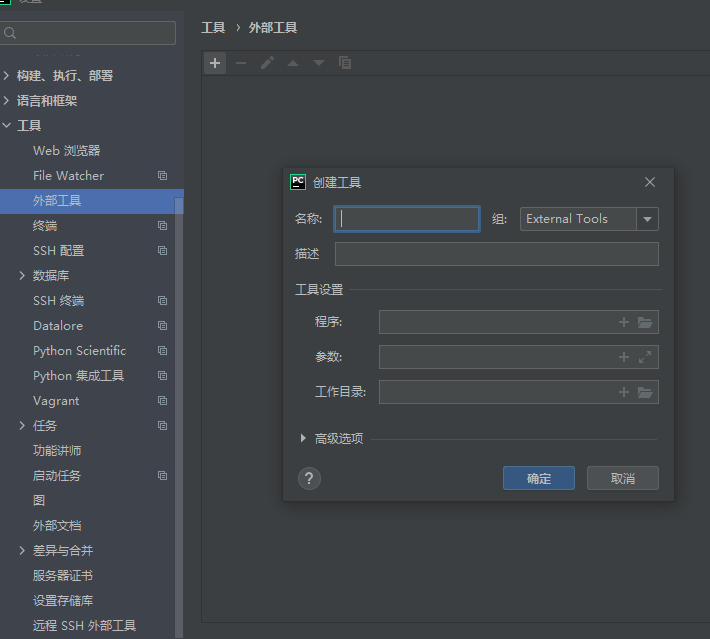 工具 › 外部工具
构建、执行、部署
语言和框架
工具
Web 浏览器
File Watcher
外部工具
终端
SSH 配置
数据库
SSH 终端
Datalore
Python Scientific
Python 集成工具
Vagrant
任务
功能讲师
启动任务
图
外部文档
差异与合并
服务器证书
设置存储库
远程 SSH 外部工具
PC 创建工具
名称: 组: External Tools
描述
工具设置
程序:
参数:
工作目录:
高级选项
? 确定 取消